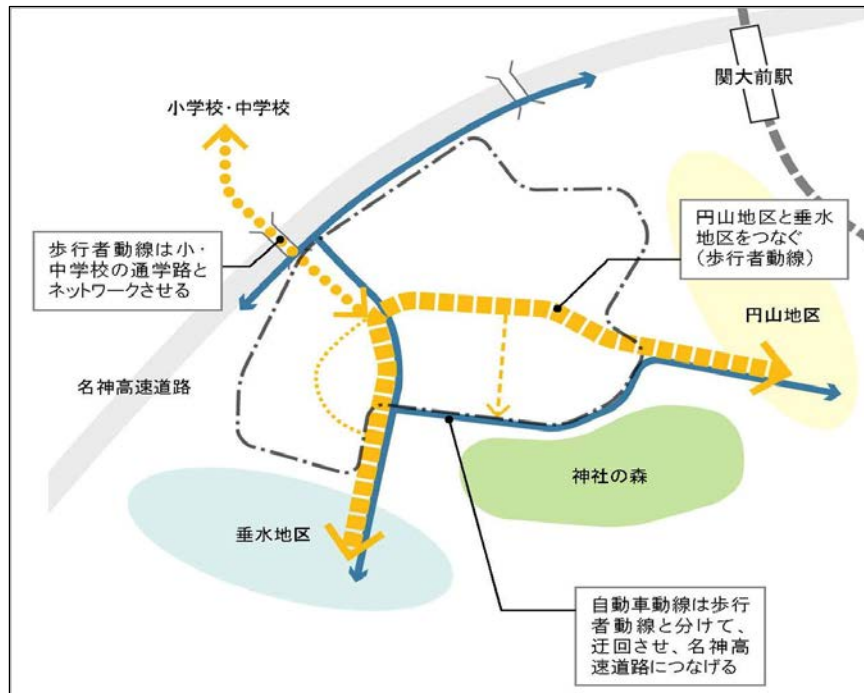 関大前駅
小学校・中学校
歩行者動線は小・
中学校の通学路と
ネットワークさせる
円山地区と垂水
地区をつなぐ
（歩行者動線）
円山地区
名神高速道路
神社の森
垂水地区
自動車動線は歩行
者動線と分けて、
迂回させ、名神高
速道路につなげる